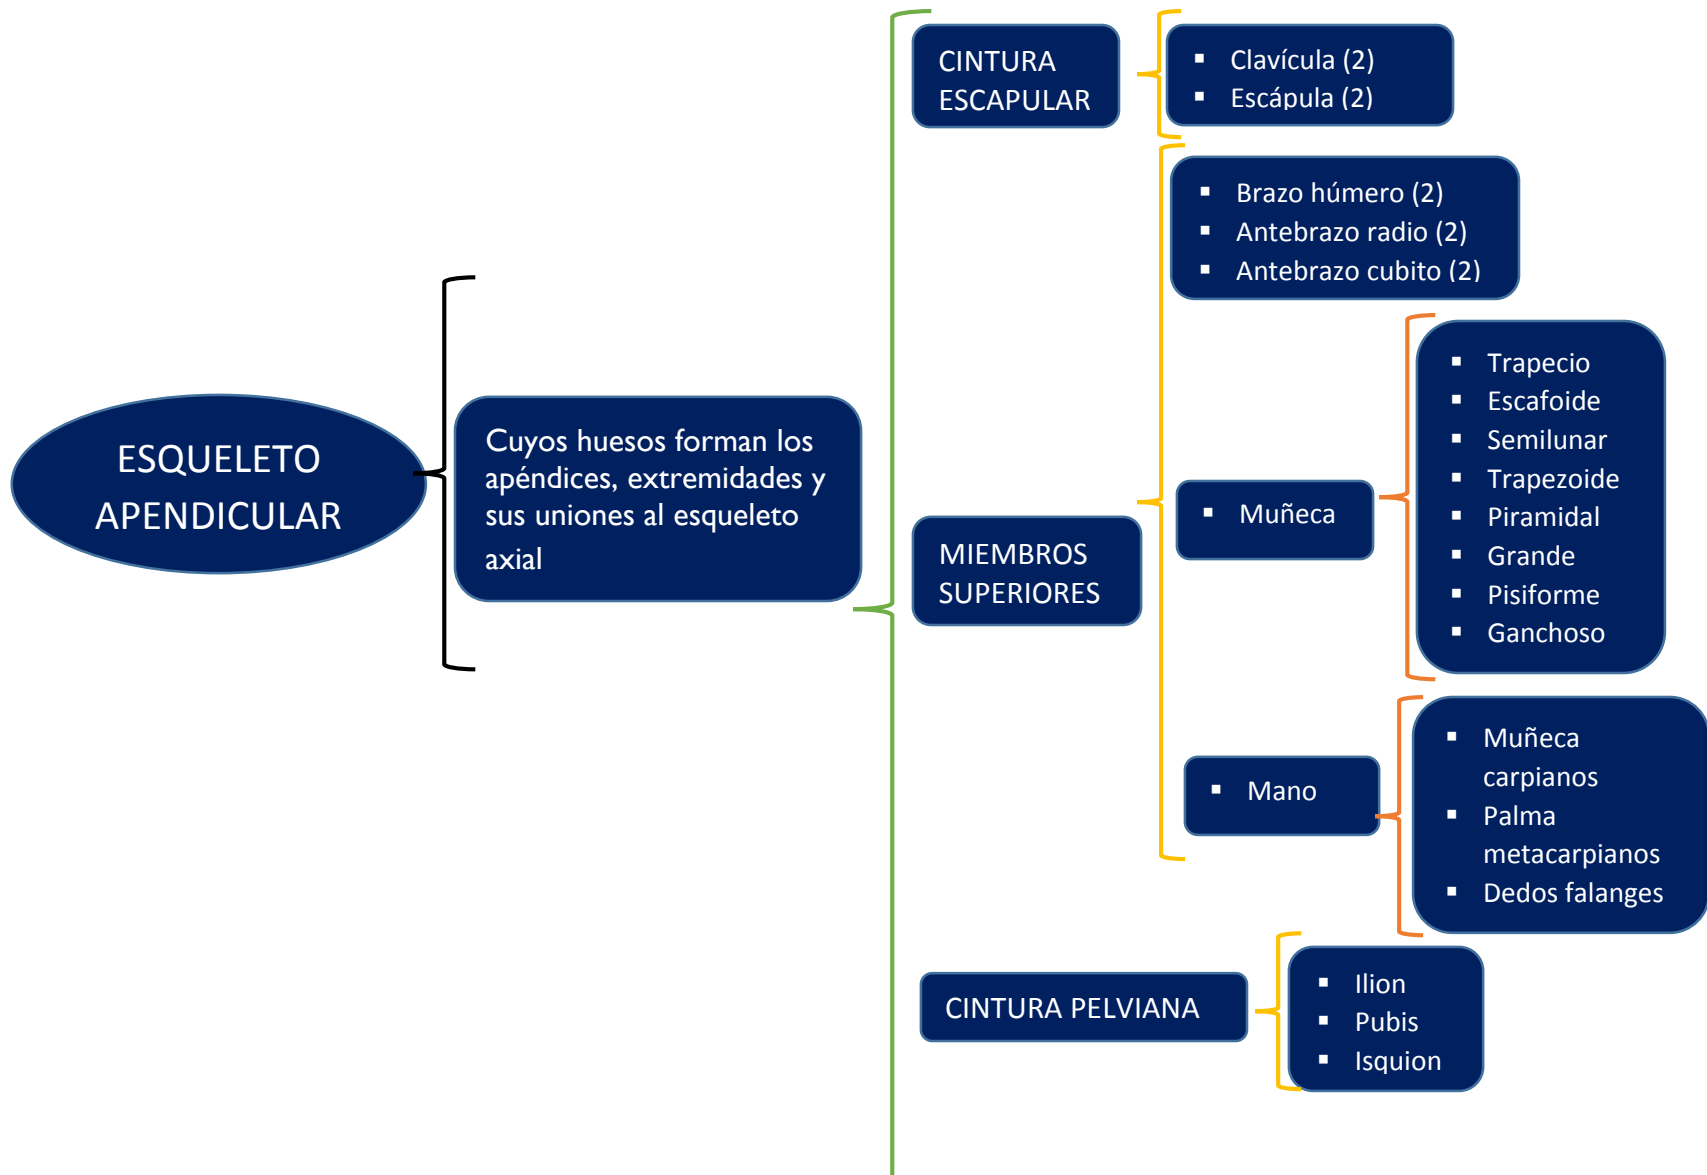 ESQUELETO
APENDICULAR
Cuyos huesos forman los
apéndices, extremidades y
sus uniones al esqueleto
axial
CINTURA
ESCAPULAR
▪ Clavícula (2)
▪ Escápula (2)
MIEMBROS
SUPERIORES
▪ Brazo húmero (2)
▪ Antebrazo radio (2)
▪ Antebrazo cubito (2)
▪ Muñeca
▪ Trapecio
▪ Escafoide
▪ Semilunar
▪ Trapezoide
▪ Piramidal
▪ Grande
▪ Pisiforme
▪ Ganchoso
▪ Mano
▪ Muñeca
carpianos
▪ Palma
metacarpianos
▪ Dedos falanges
CINTURA PELVIANA
▪ Ilion
▪ Pubis
▪ Isquion